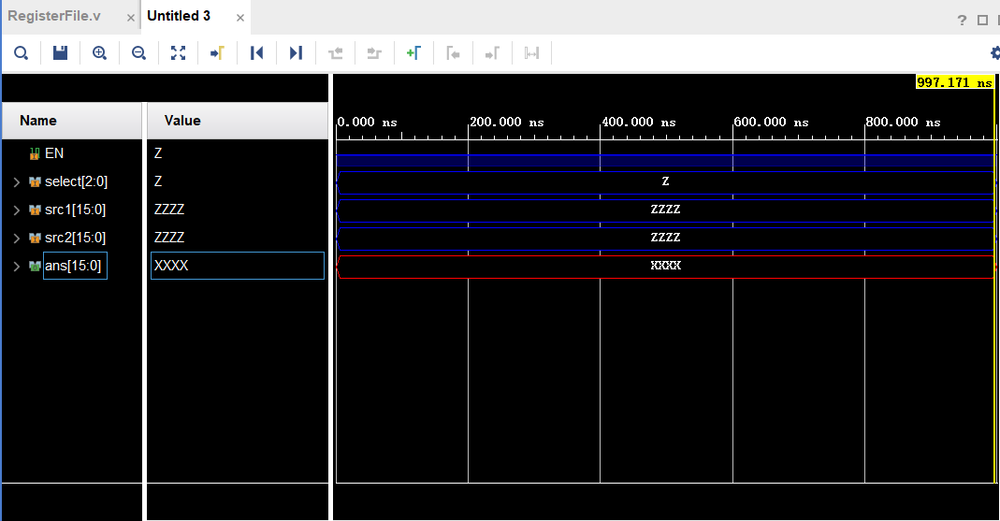 RegisterFile.v × Untitled 3 ×
?
997.171 ns
Name Value
0.000 ns 200.000 ns 400.000 ns 600.000 ns 800.000 ns
EN Z
select[2:0] Z Z
src1[15:0] ZZZZ ZZZZ
src2[15:0] ZZZZ ZZZZ
ans[15:0] XXXX XXXX